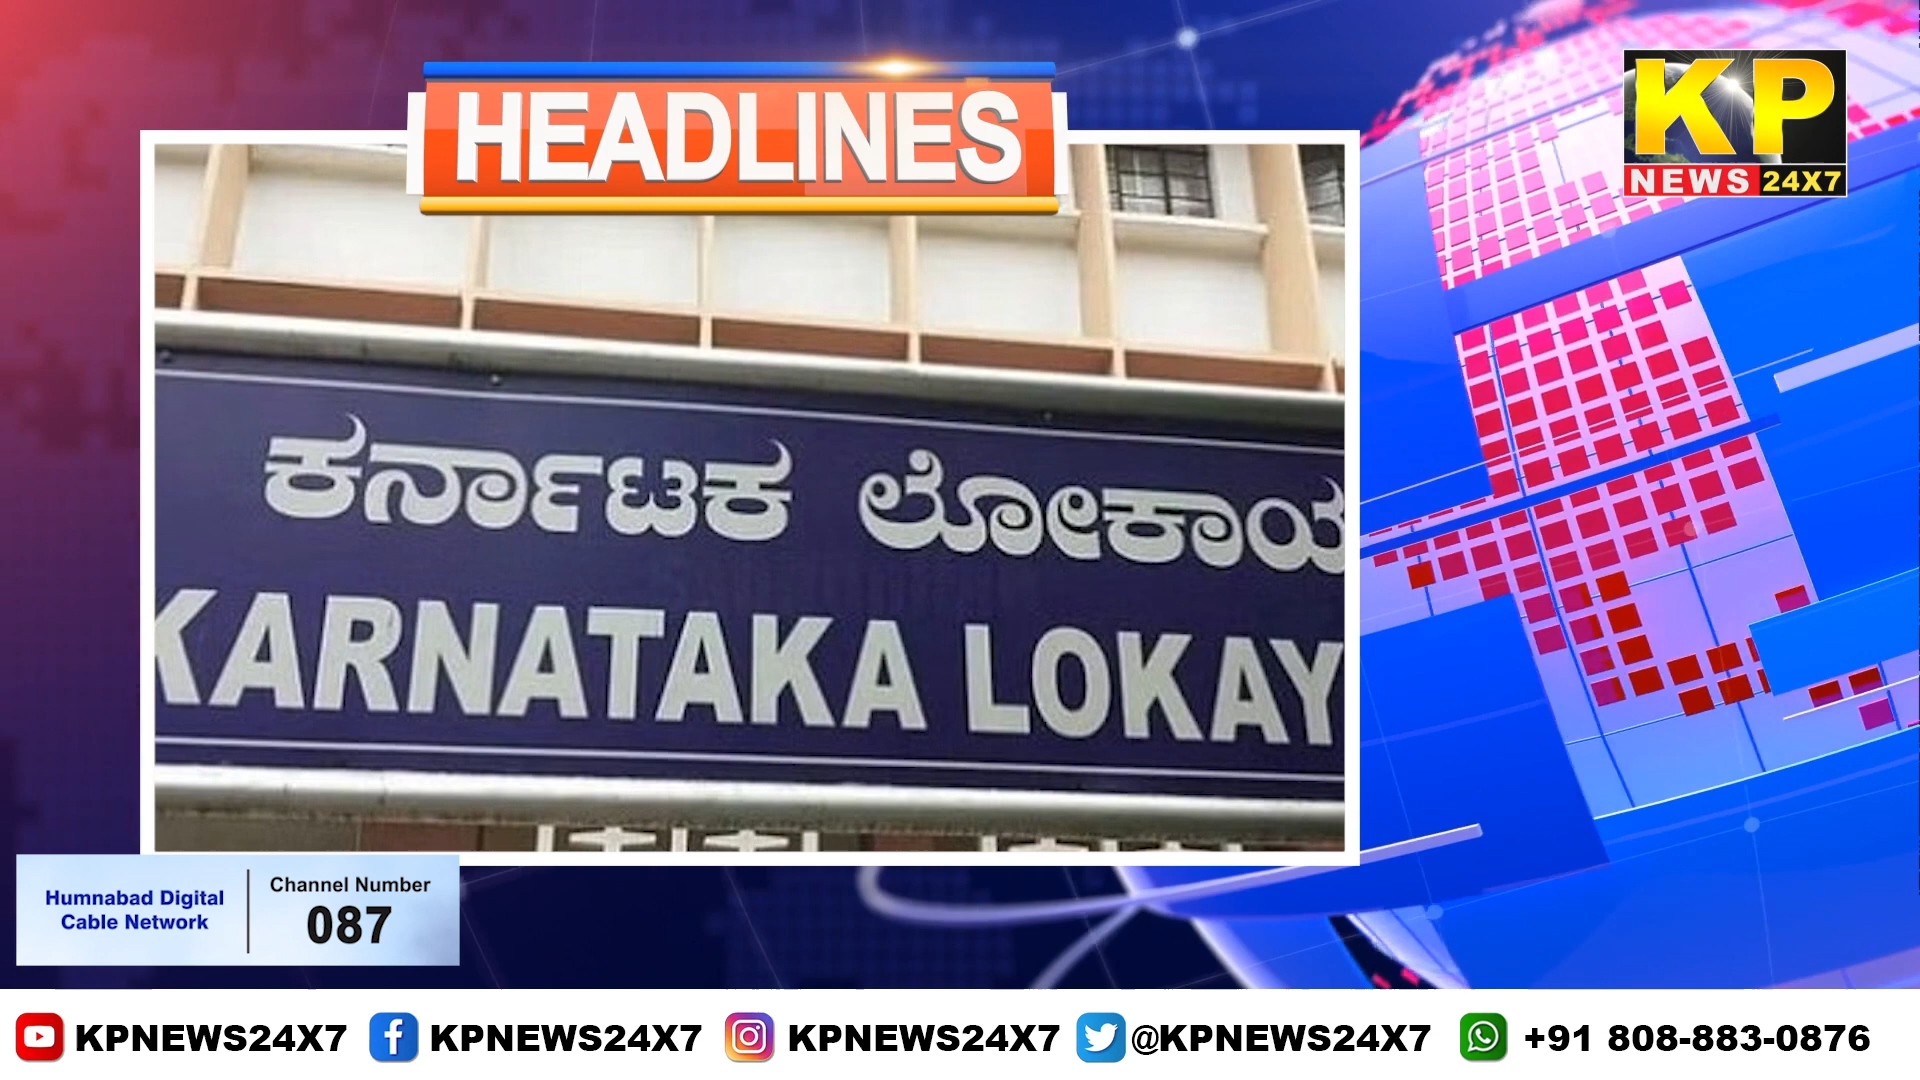 HEADLINES
KP
NEWS 24X7
ಕರ್ನಾಟಕ ಲೋಕಾಯ
KARNATAKA LOKAY
Humnabad Digital
Cable Network
Channel Number
087
KPNEWS24X7
KPNEWS24X7
KPNEWS24X7
@KPNEWS24X7
+91 808-883-0876